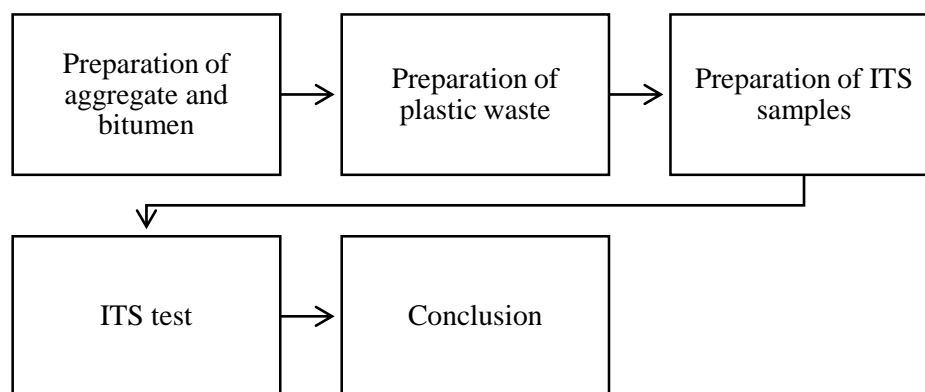 Preparation of
aggregate and
bitumen
Preparation of
plastic waste
Preparation of ITS
samples
ITS test
Conclusion